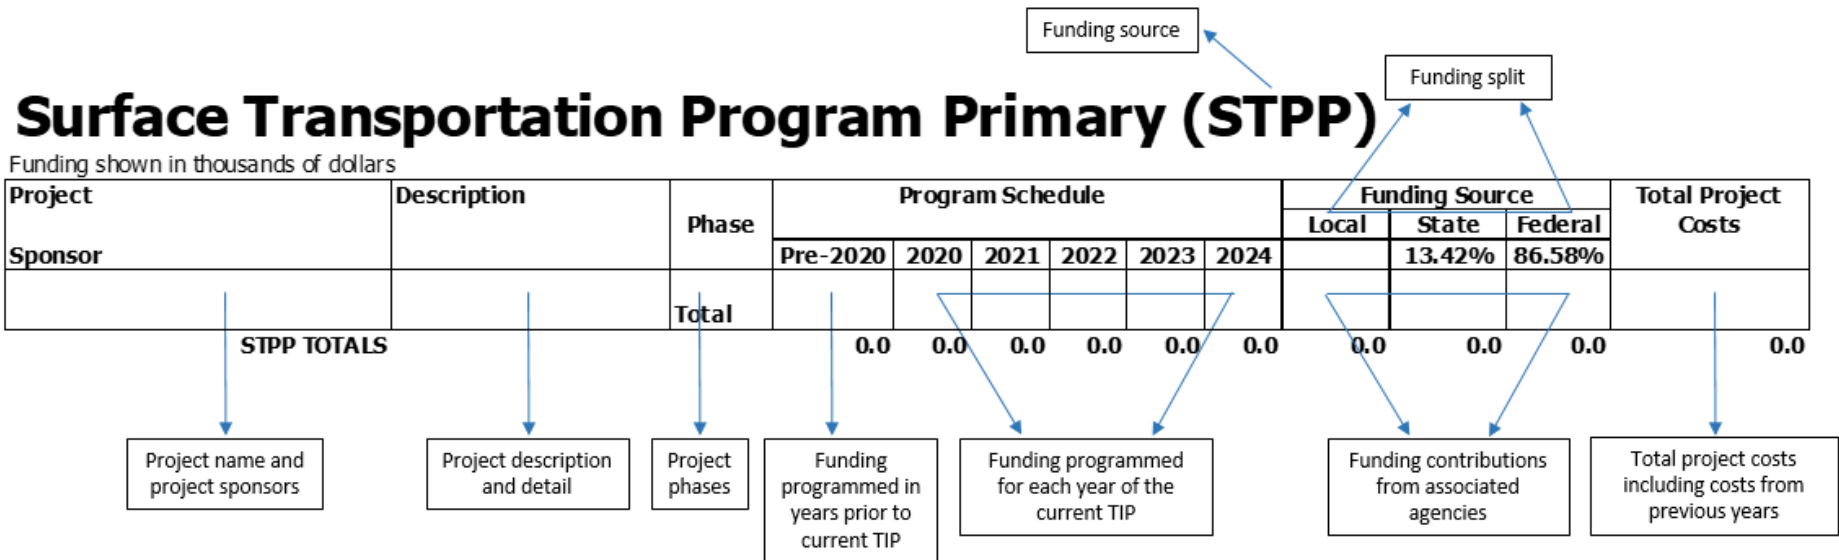 Funding source
Funding split
Surface Transportation Program Primary (STPP)
Funding shown in thousands of dollars
Project Description Program Schedule Funding Source Total Project
Phase Local State Federal Costs
Sponsor Pre-2020 2020 2021 2022 2023 2024 13.42% 86.58%
Total
STPP TOTALS 0.0 0.0 0.0 0.0 0.0 0.0 0.0 0.0 0.0 0.0
Project name and
project sponsors
Project description
and detail
Project
phases
Funding
programmed in
years prior to
current TIP
Funding programmed
for each year of the
current TIP
Funding contributions
from associated
agencies
Total project costs
including costs from
previous years